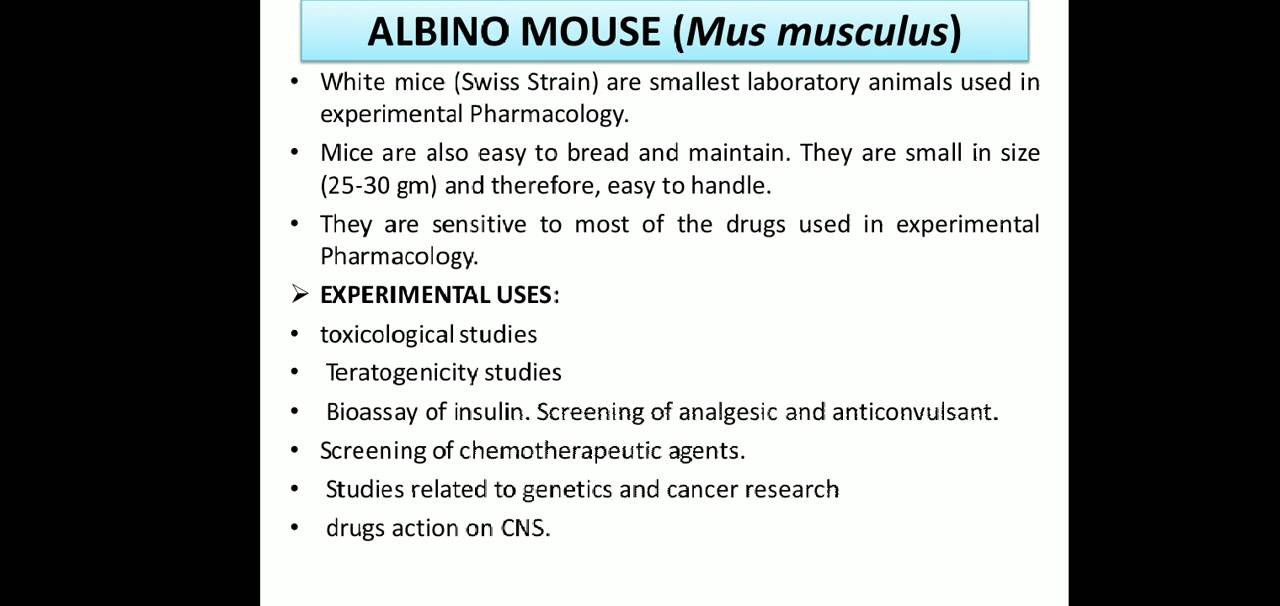 ALBINO MOUSE (Mus musculus)
• White mice (Swiss Strain) are smallest laboratory animals used in
experimental Pharmacology.
• Mice are also easy to bread and maintain. They are small in size
(25-30 gm) and therefore, easy to handle.
• They are sensitive to most of the drugs used in experimental
Pharmacology.
➢ EXPERIMENTAL USES:
• toxicological studies
• Teratogenicity studies
• Bioassay of insulin. Screening of analgesic and anticonvulsant.
• Screening of chemotherapeutic agents.
• Studies related to genetics and cancer research
• drugs action on CNS.